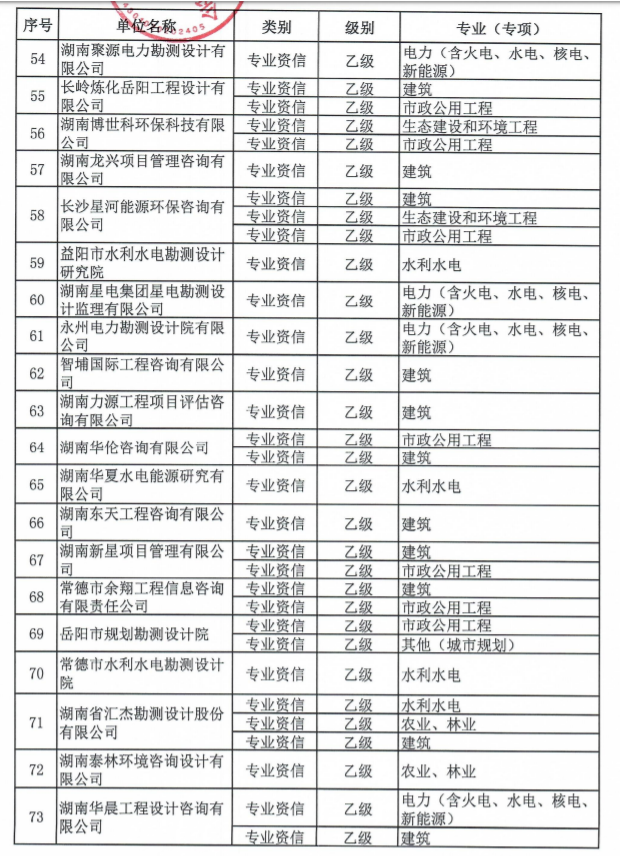 序号 单位名称 类别 级别 专业（专项）
54 湖南聚源电力勘测设计有限公司 专业资信 乙级 电力（含火电、水电、核电、新能源）
55 长岭炼化岳阳工程设计有限公司 专业资信 乙级 建筑
专业资信 乙级 市政公用工程
56 湖南博世科环保科技有限公司 专业资信 乙级 生态建设和环境工程
专业资信 乙级 市政公用工程
57 湖南龙兴项目管理咨询有限公司 专业资信 乙级 建筑
58 长沙星河能源环保咨询有限公司 专业资信 乙级 建筑
专业资信 乙级 生态建设和环境工程
专业资信 乙级 市政公用工程
59 益阳市水利水电勘测设计研究院 专业资信 乙级 水利水电
60 湖南星电集团星电勘测设计监理有限公司 专业资信 乙级 电力（含火电、水电、核电、新能源）
61 永州电力勘测设计院有限公司 专业资信 乙级 电力（含火电、水电、核电、新能源）
62 智埔国际工程咨询有限公司 专业资信 乙级 建筑
63 湖南力源工程项目评估咨询有限公司 专业资信 乙级 建筑
64 湖南华伦咨询有限公司 专业资信 乙级 市政公用工程
专业资信 乙级 建筑
65 湖南华夏水电能源研究有限公司 专业资信 乙级 水利水电
66 湖南东天工程咨询有限公司 专业资信 乙级 建筑
67 湖南新星项目管理有限公司 专业资信 乙级 建筑
专业资信 乙级 市政公用工程
68 常德市余翔工程信息咨询有限责任公司 专业资信 乙级 建筑
专业资信 乙级 市政公用工程
69 岳阳市规划勘测设计院 专业资信 乙级 市政公用工程
专业资信 乙级 其他（城市规划）
70 常德市水利水电勘测设计院 专业资信 乙级 水利水电
71 湖南省汇杰勘测设计股份有限公司 专业资信 乙级 水利水电
专业资信 乙级 农业、林业
专业资信 乙级 建筑
72 湖南泰林环境咨询设计有限公司 专业资信 乙级 农业、林业
73 湖南华晨工程设计咨询有限公司 专业资信 乙级 电力（含火电、水电、核电、新能源）
专业资信 乙级 建筑